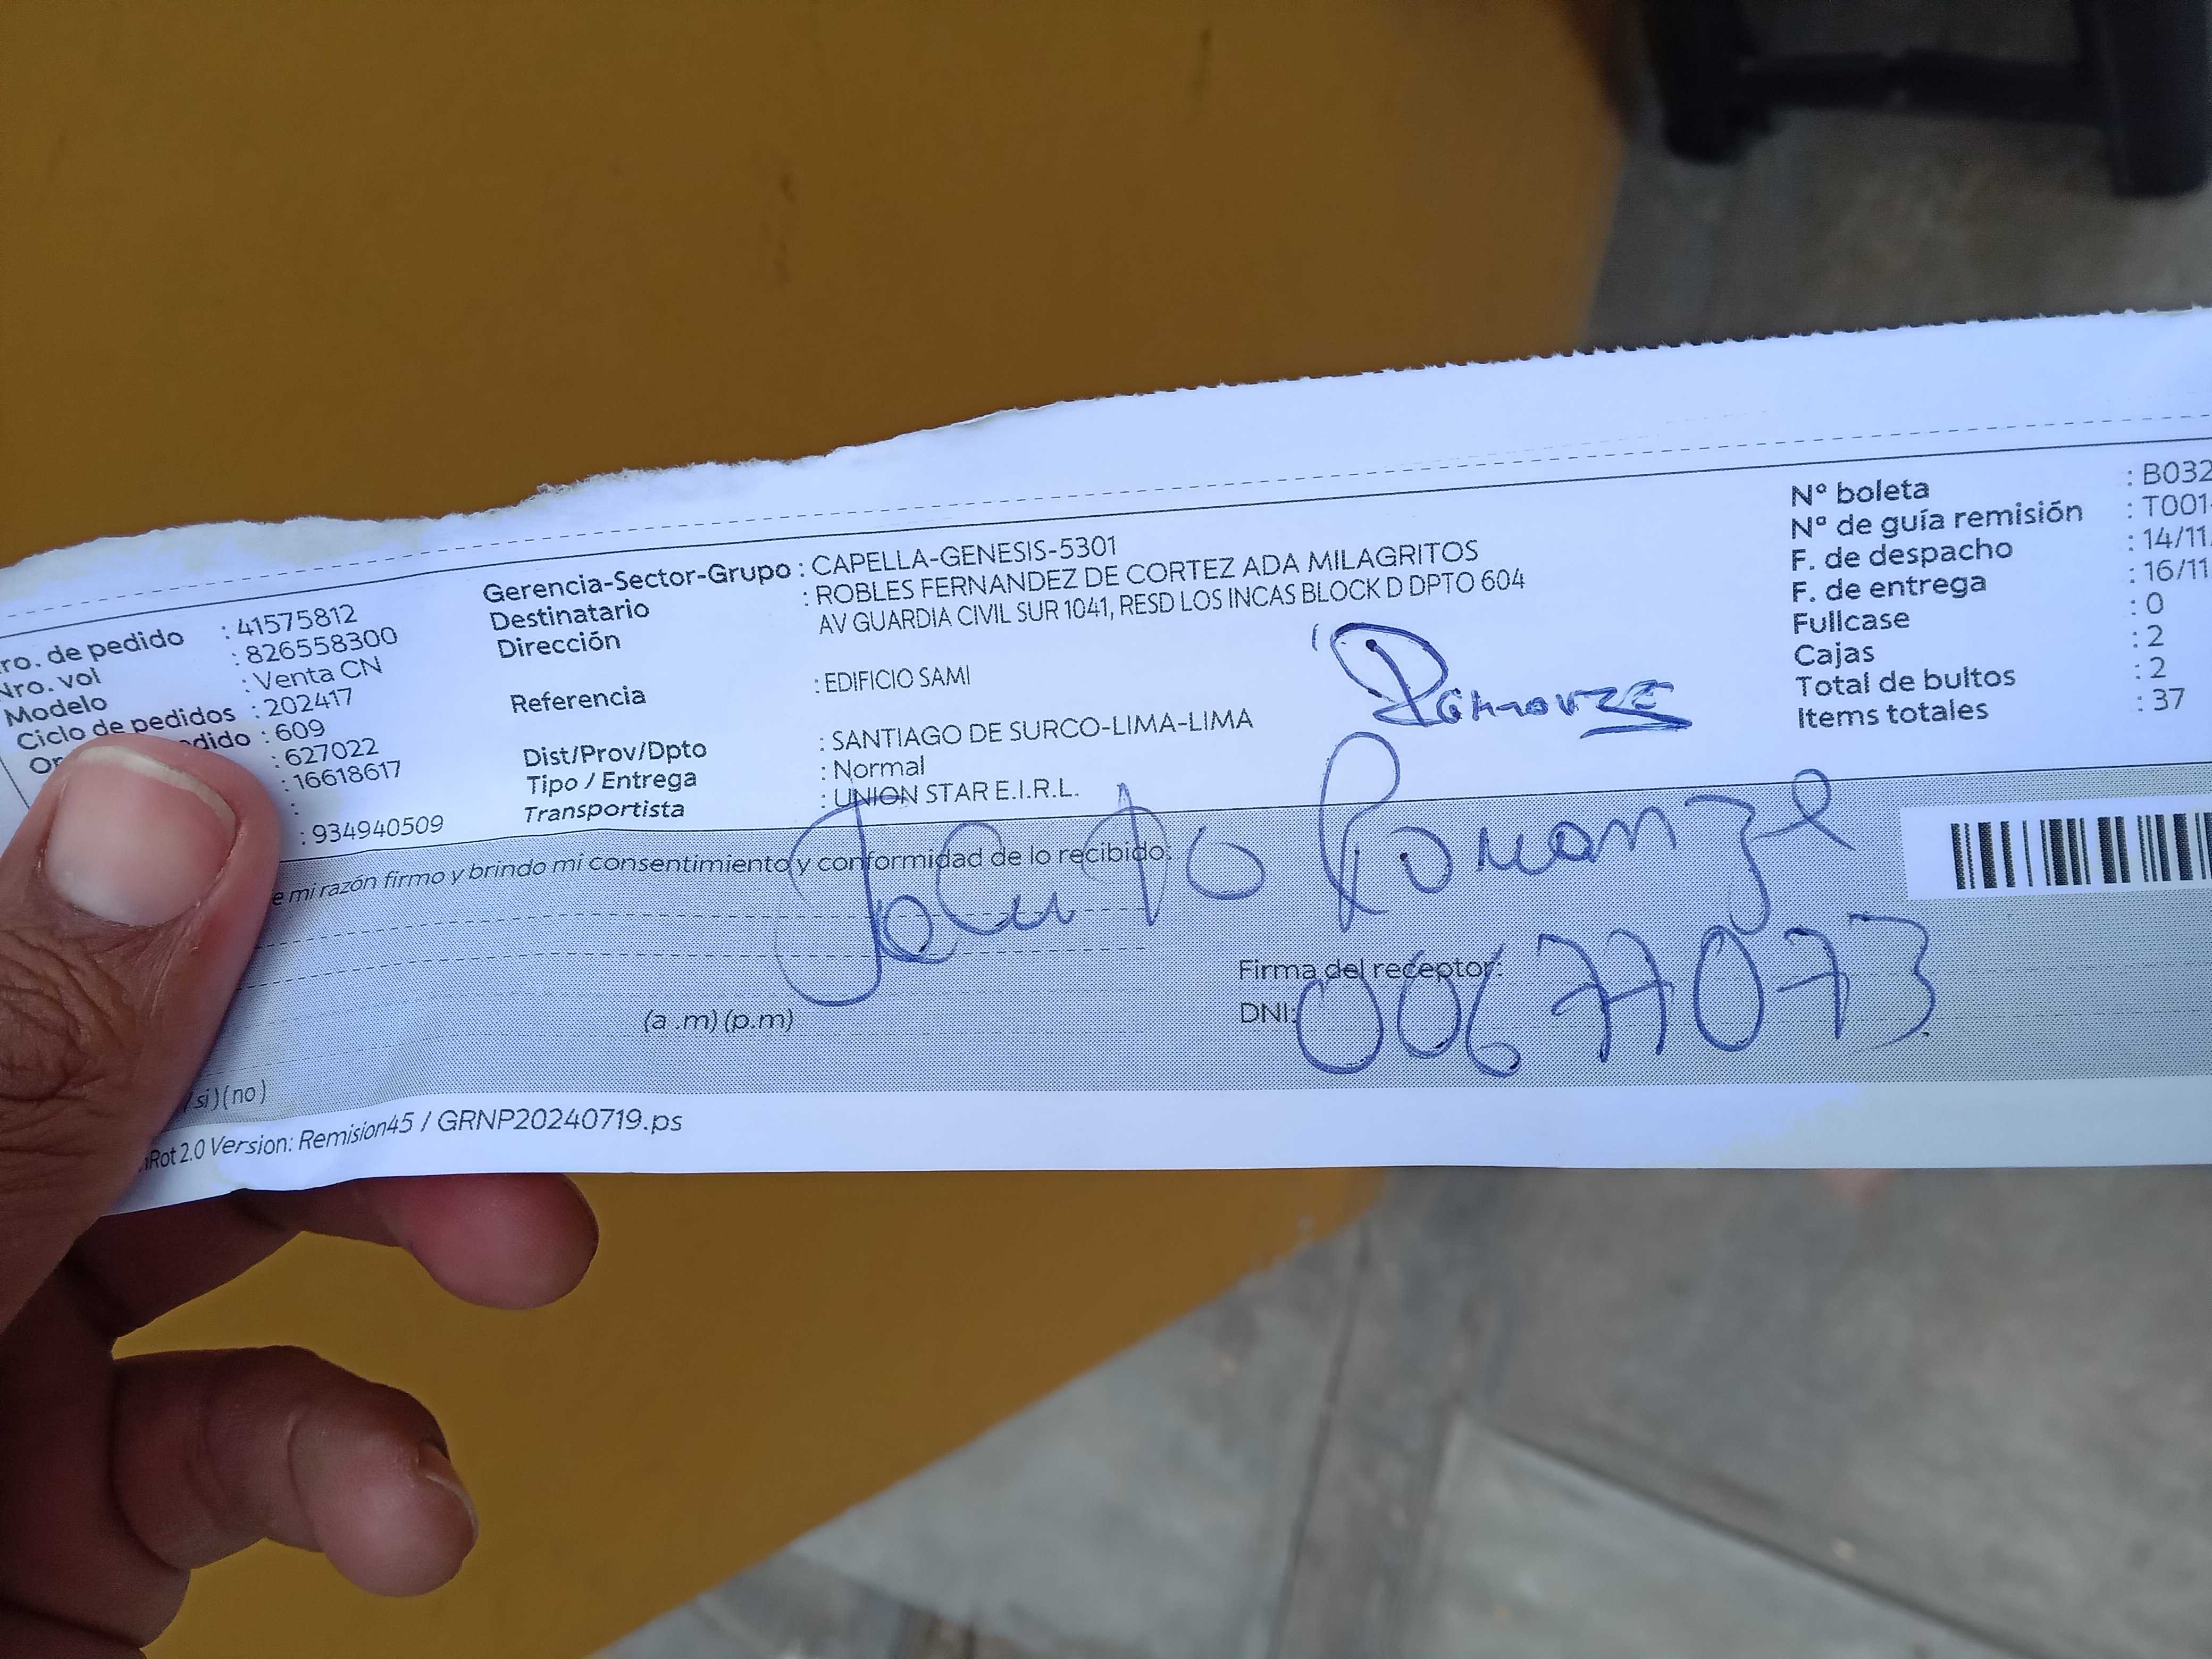 ro. de pedido : 41575812
Nro. vol : 826558300
Modelo : Venta CN
Ciclo de pedidos : 202417
dido : 609
: 627022
: 16618617
:
: 934940509
Gerencia-Sector-Grupo : CAPELLA-GENESIS-5301
Destinatario : ROBLES FERNANDEZ DE CORTEZ ADA MILAGRITOS
Dirección AV GUARDIA CIVIL SUR 1041, RESD LOS INCAS BLOCK D DPTO 604
Referencia : EDIFICIO SAMI
Dist/Prov/Dpto : SANTIAGO DE SURCO-LIMA-LIMA
Tipo / Entrega : Normal
Transportista : UNION STAR E.I.R.L.
Nº boleta : B032
Nº de guía remisión : T001-
F. de despacho : 14/11
F. de entrega : 16/11
Fullcase : 0
Cajas : 2
Total de bultos : 2
Items totales : 37
e mi razón firmo y brindo mi consentimiento y conformidad de lo recibido:
Firma del receptor:
DNI: 00677073
(a .m) (p.m)
si ) ( no )
Rot 2.0 Version: Remision45 / GRNP20240719.ps